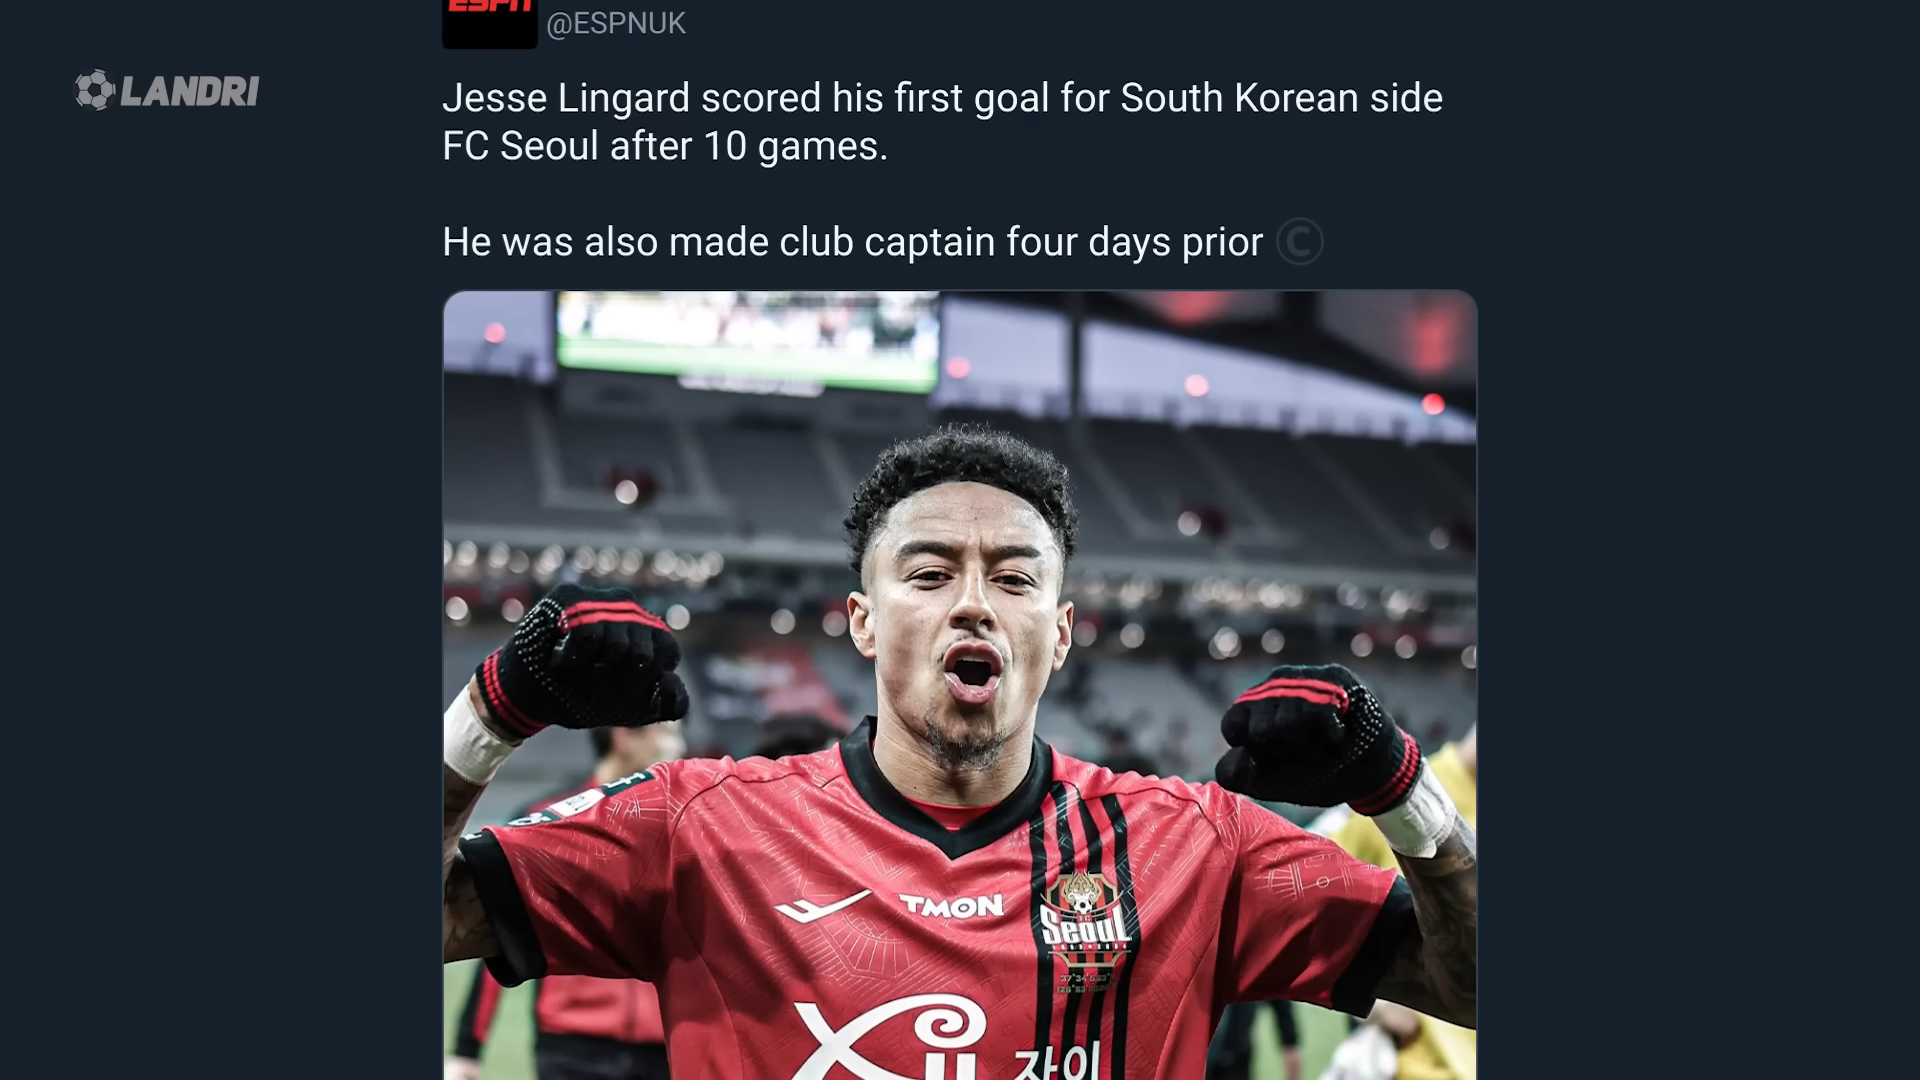 ESPN
@ESPNUK
LANDRI
Jesse Lingard scored his first goal for South Korean side
FC Seoul after 10 games.
He was also made club captain four days prior ©
TMON
FC
Seoul
자이